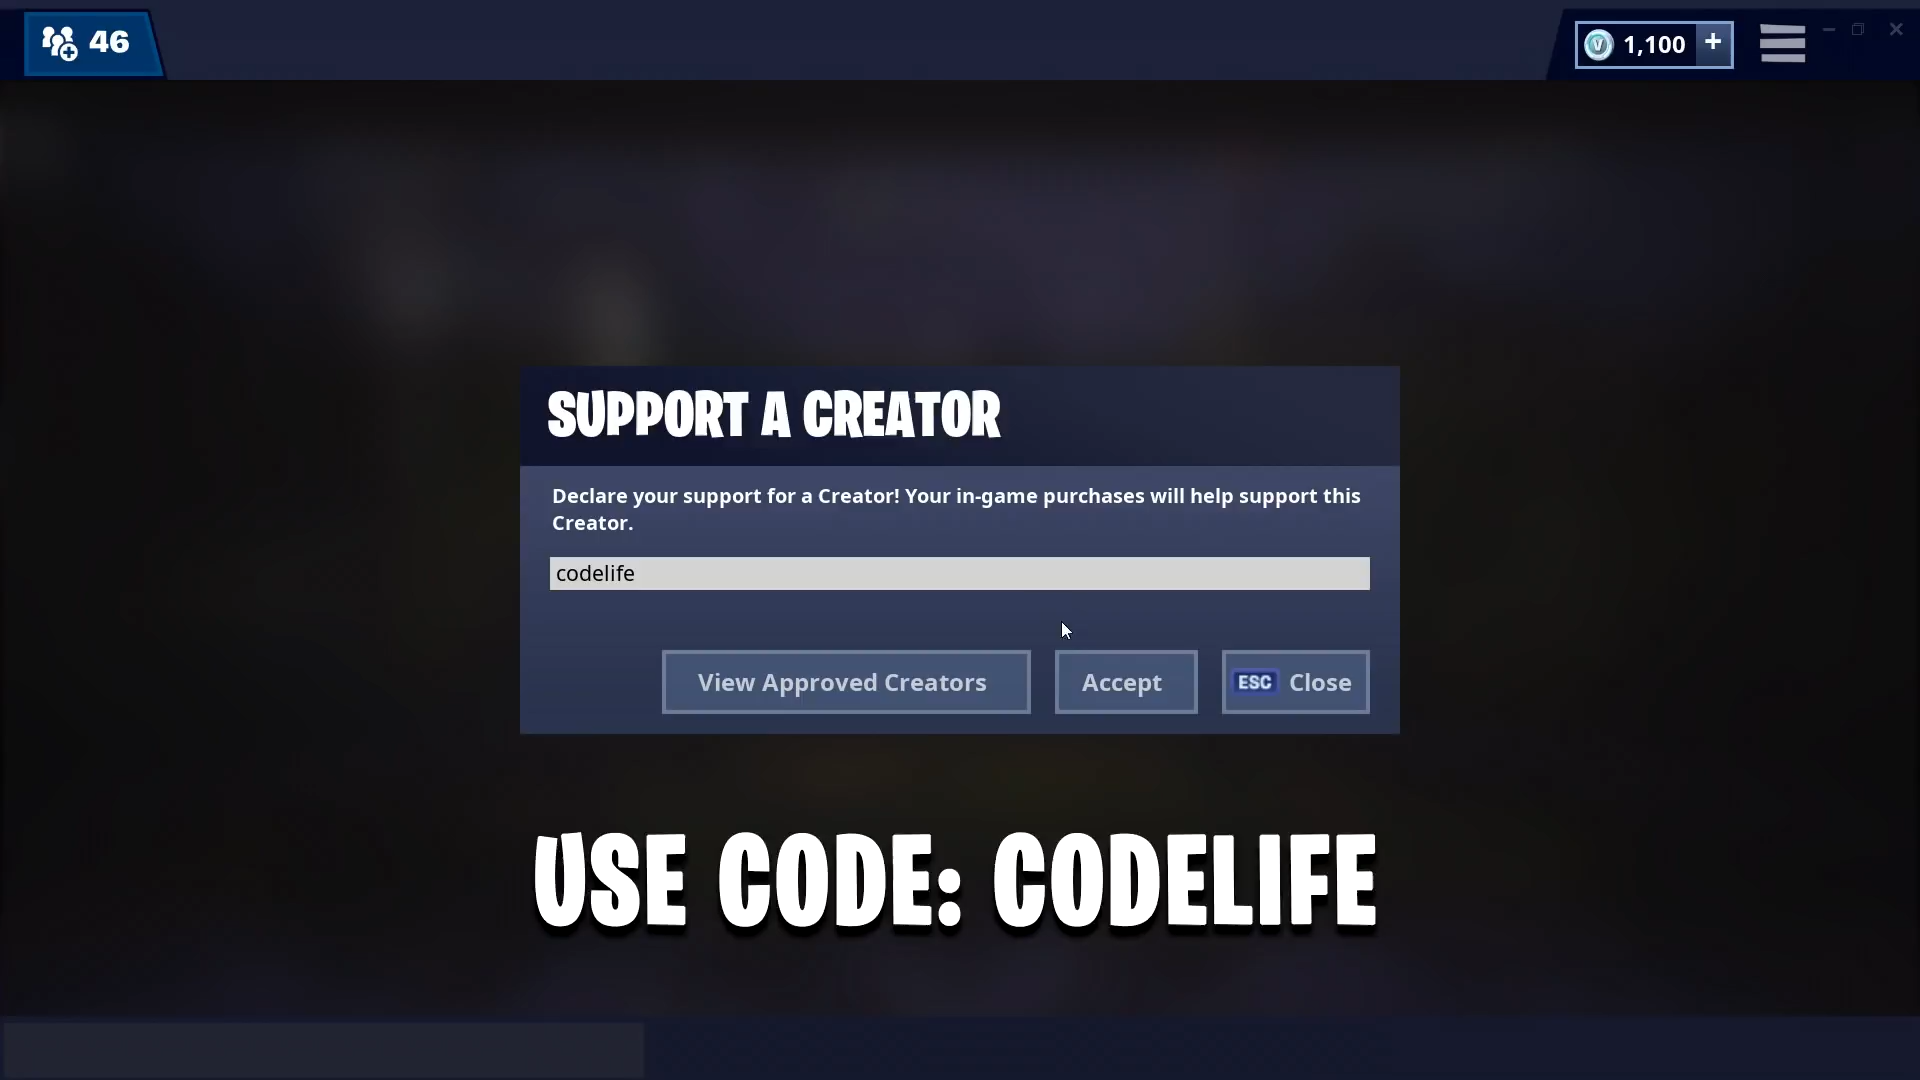 46
1,100 +
SUPPORT A CREATOR
Declare your support for a Creator! Your in-game purchases will help support this
Creator.
codelife
View Approved Creators
Accept
ESC Close
USE CODE: CODELIFE